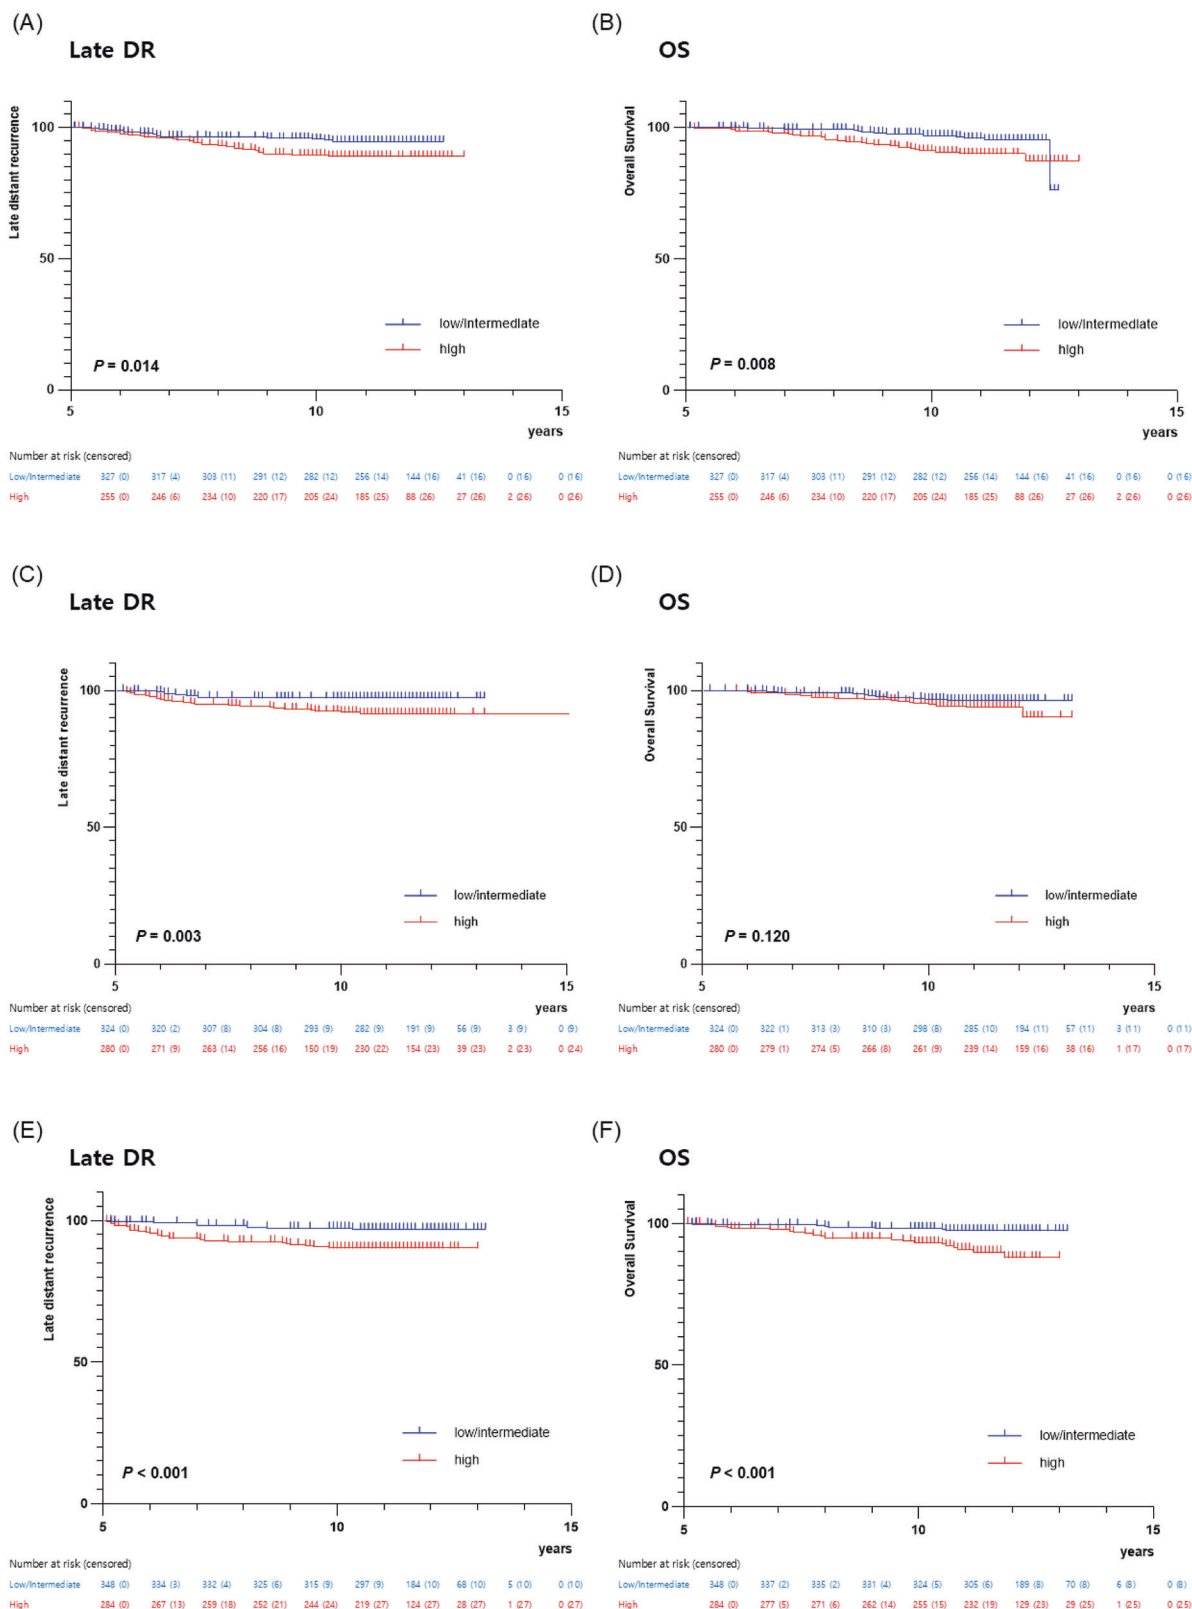 (A)
Late DR
Late distant recurrence
100
50
0
low/intermediate
high
P = 0.014
5 10 15
years
Number at risk (censored)
Low/Intermediate 327 (0) 317 (4) 303 (11) 291 (12) 282 (12) 256 (14) 144 (16) 41 (16) 0 (16) 0 (16)
High 255 (0) 246 (6) 234 (10) 220 (17) 205 (24) 185 (25) 88 (26) 27 (26) 2 (26) 0 (26)
(B)
OS
Overall Survival
100
50
0
low/intermediate
high
P = 0.008
5 10 15
years
Number at risk (censored)
Low/Intermediate 327 (0) 317 (4) 303 (11) 291 (12) 282 (12) 256 (14) 144 (16) 41 (16) 0 (16) 0 (16)
High 255 (0) 246 (6) 234 (10) 220 (17) 205 (24) 185 (25) 88 (26) 27 (26) 2 (26) 0 (26)
(C)
Late DR
Late distant recurrence
100
50
0
low/intermediate
high
P = 0.003
5 10 15
years
Number at risk (censored)
Low/Intermediate 324 (0) 320 (2) 307 (8) 304 (8) 293 (9) 282 (9) 191 (9) 56 (9) 3 (9) 0 (9)
High 280 (0) 271 (9) 263 (14) 256 (16) 150 (19) 230 (22) 154 (23) 39 (23) 2 (23) 0 (24)
(D)
OS
Overall Survival
100
50
0
low/intermediate
high
P = 0.120
5 10 15
years
Number at risk (censored)
Low/Intermediate 324 (0) 322 (1) 313 (3) 310 (3) 298 (8) 285 (10) 194 (11) 57 (11) 3 (11) 0 (11)
High 280 (0) 279 (1) 274 (5) 266 (8) 261 (9) 239 (14) 159 (16) 38 (16) 1 (17) 0 (17)
(E)
Late DR
Late distant recurrence
100
50
0
low/intermediate
high
P < 0.001
5 10 15
years
Number at risk (censored)
Low/Intermediate 348 (0) 334 (3) 332 (4) 325 (6) 315 (9) 297 (9) 184 (10) 68 (10) 5 (10) 0 (10)
High 284 (0) 267 (13) 259 (18) 252 (21) 244 (24) 219 (27) 124 (27) 28 (27) 1 (27) 0 (27)
(F)
OS
Overall Survival
100
50
0
low/intermediate
high
P < 0.001
5 10 15
years
Number at risk (censored)
Low/Intermediate 348 (0) 337 (2) 335 (2) 331 (4) 324 (5) 305 (6) 189 (8) 70 (8) 6 (8) 0 (8)
High 284 (0) 277 (5) 271 (6) 262 (14) 255 (15) 232 (19) 129 (23) 29 (25) 1 (25) 0 (25)